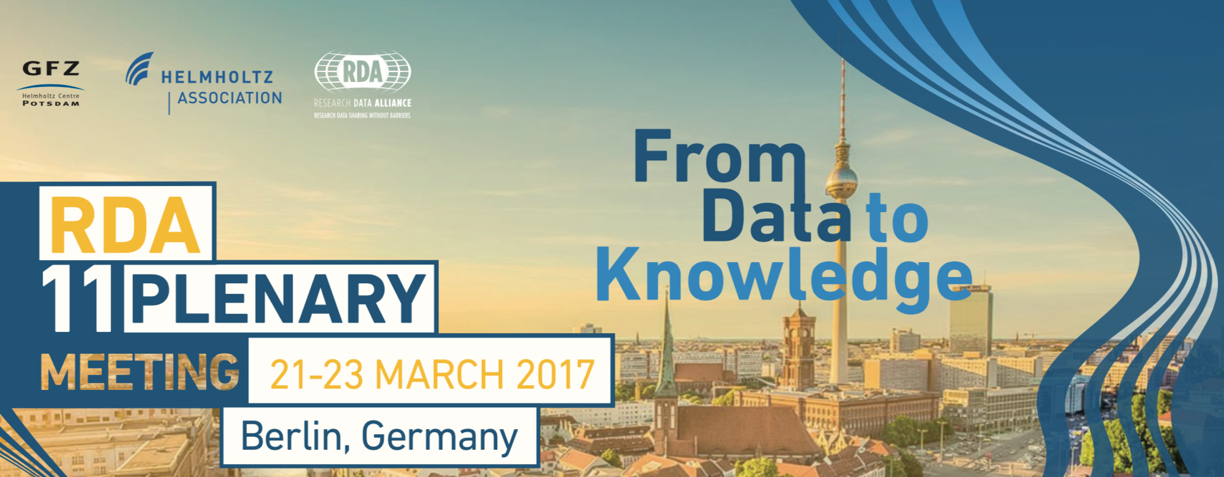 GFZ
Helmholtz Centre
POTSDAM
HELMHOLTZ
ASSOCIATION
RDA
RESEARCH DATA ALLIANCE
RESEARCH DATA SHARING WITHOUT BARRIERS
From
Data to
Knowledge
RDA
11 PLENARY
MEETING 21-23 MARCH 2017
Berlin, Germany